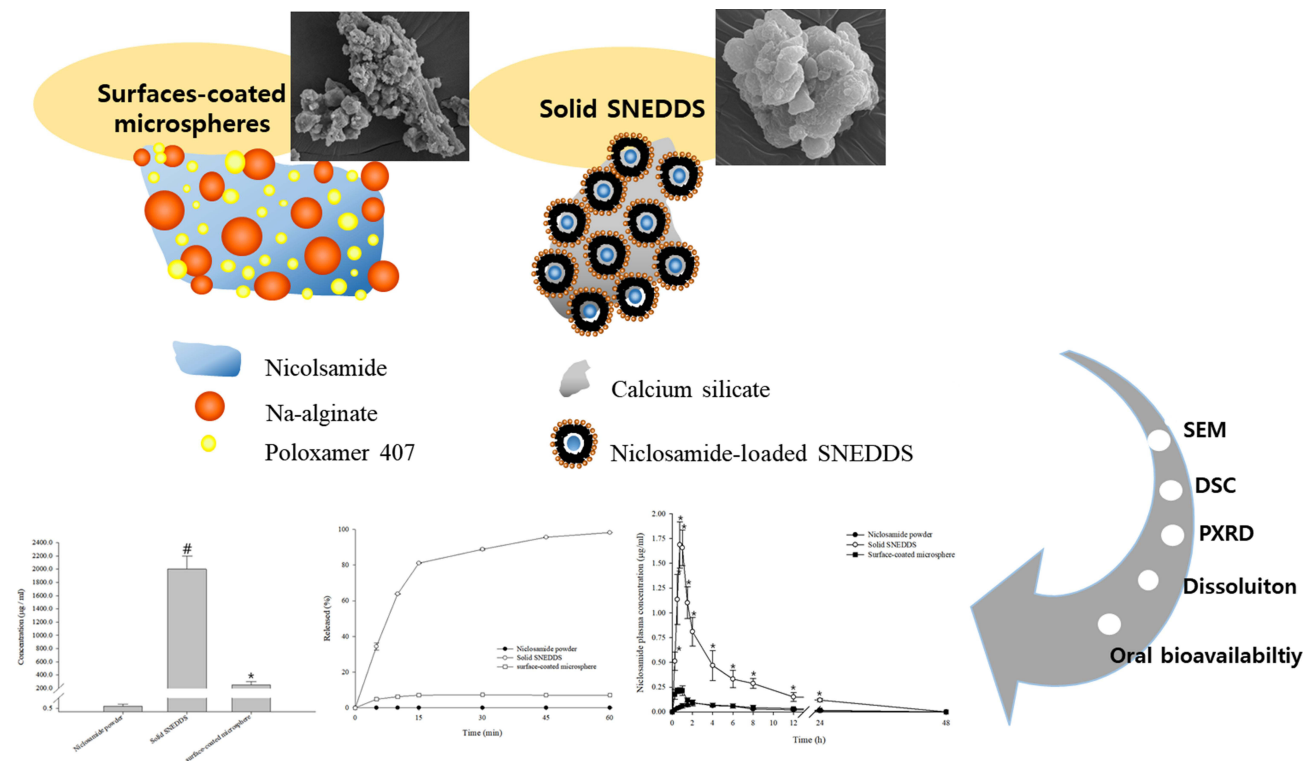 Surfaces-coated
microspheres
Solid SNEDDS
Nicolsamide
Na-alginate
Poloxamer 407
Calcium silicate
Niclosamide-loaded SNEDDS
SEM
DSC
PXRD
Dissoluiton
Oral bioavailabiltiy
Concentration (µg / ml)
2400.0
2200.0
2000.0
1800.0
1600.0
1400.0
1200.0
1000.0
800.0
600.0
400.0
200.0
0.5
#
*
Niclosamide powder
Solid SNEDDS
surface-coated microsphere
Released (%)
100
80
60
40
20
0
Niclosamide powder
Solid SNEDDS
surface-coated microsphere
0 15 30 45 60
Time (min)
Niclosamide plasma concentration (µg/ml)
2.00
1.75
1.50
1.25
1.00
0.75
0.50
0.25
0.00
Niclosamide powder
Solid SNEDDS
Surface-coated microsphere
* * * * * * * * * * *
0 2 4 6 8 10 12 24 48
Time (h)